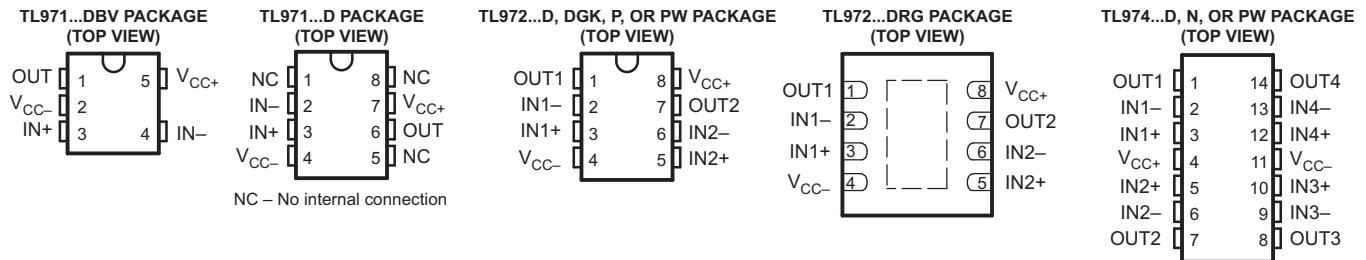 TL971...DBV PACKAGE
(TOP VIEW)
OUT 1 5 VCC+
VCC– 2
IN+ 3 4 IN–
TL971...D PACKAGE
(TOP VIEW)
NC 1 8 NC
IN– 2 7 VCC+
IN+ 3 6 OUT
VCC– 4 5 NC
NC – No internal connection
TL972...D, DGK, P, OR PW PACKAGE
(TOP VIEW)
OUT1 1 8 VCC+
IN1– 2 7 OUT2
IN1+ 3 6 IN2–
VCC– 4 5 IN2+
TL972...DRG PACKAGE
(TOP VIEW)
OUT1 1 8 VCC+
IN1– 2 7 OUT2
IN1+ 3 6 IN2–
VCC– 4 5 IN2+
TL974...D, N, OR PW PACKAGE
(TOP VIEW)
OUT1 1 14 OUT4
IN1– 2 13 IN4–
IN1+ 3 12 IN4+
VCC+ 4 11 VCC–
IN2+ 5 10 IN3+
IN2– 6 9 IN3–
OUT2 7 8 OUT3